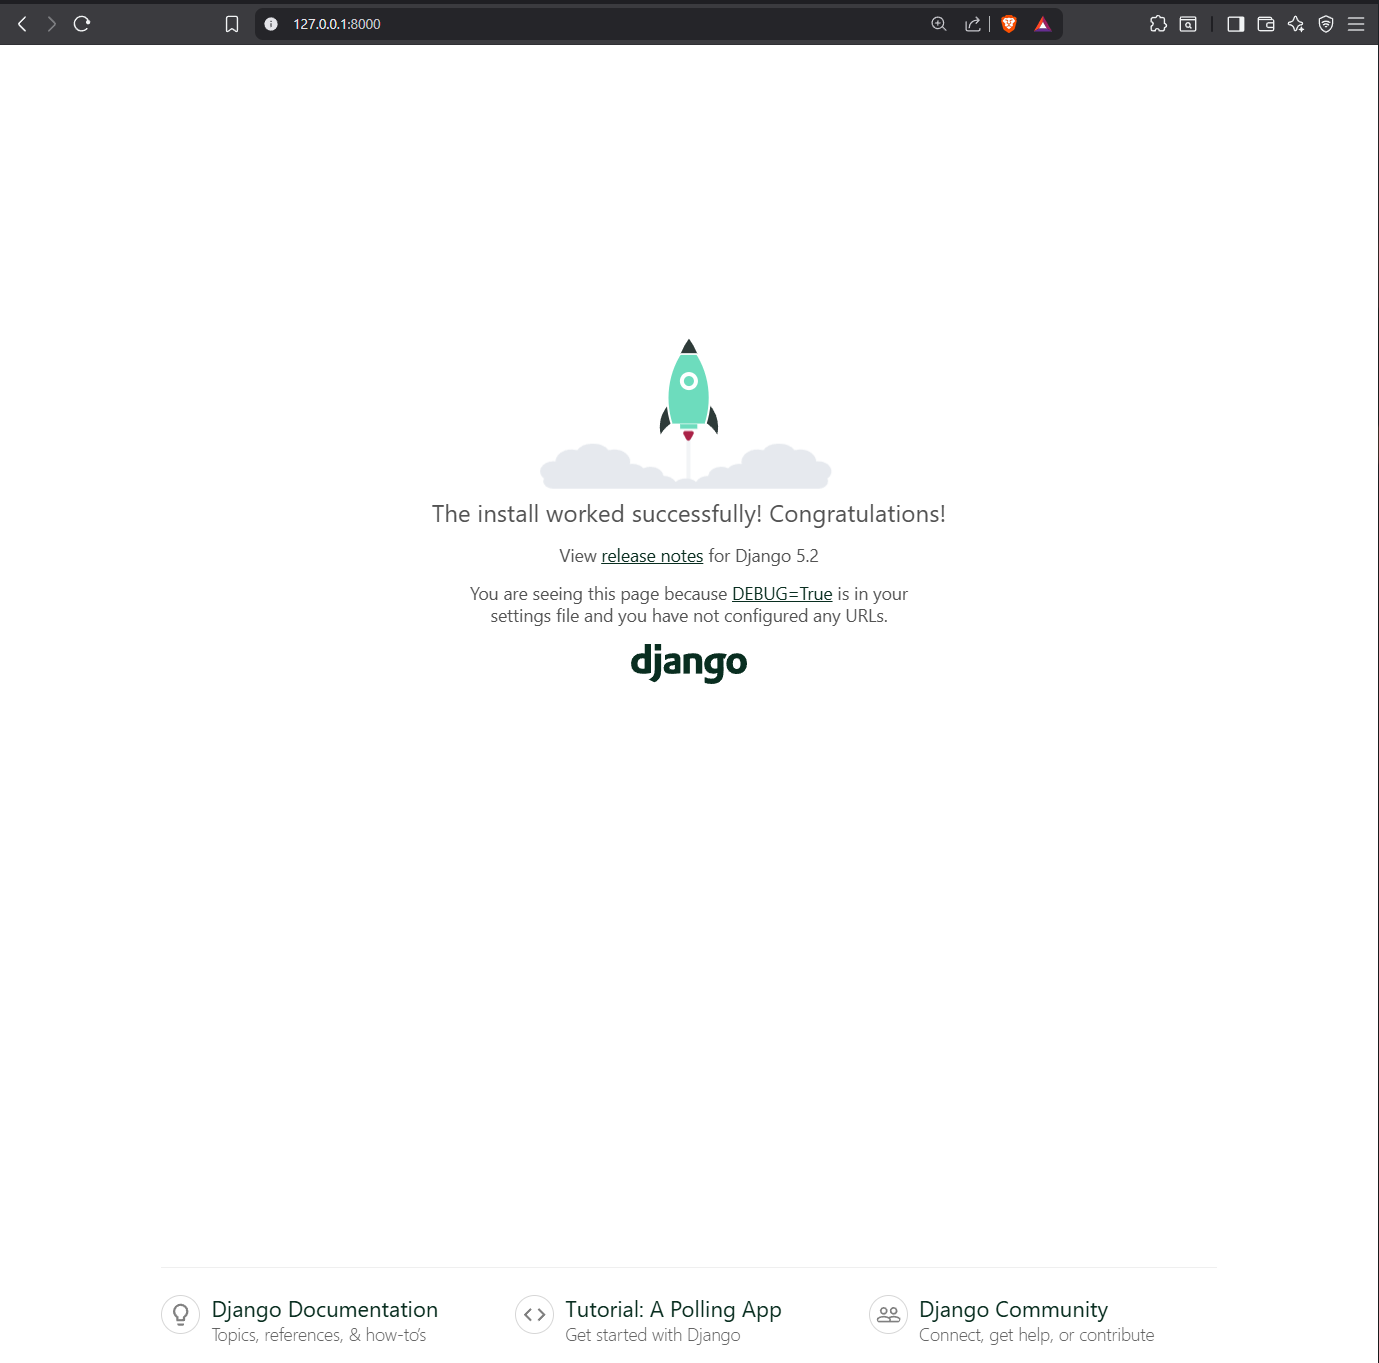 127.0.0.1:8000
The install worked successfully! Congratulations!
View release notes for Django 5.2
You are seeing this page because DEBUG=True is in your
settings file and you have not configured any URLs.
django
Django Documentation
Topics, references, & how-to’s
Tutorial: A Polling App
Get started with Django
Django Community
Connect, get help, or contribute